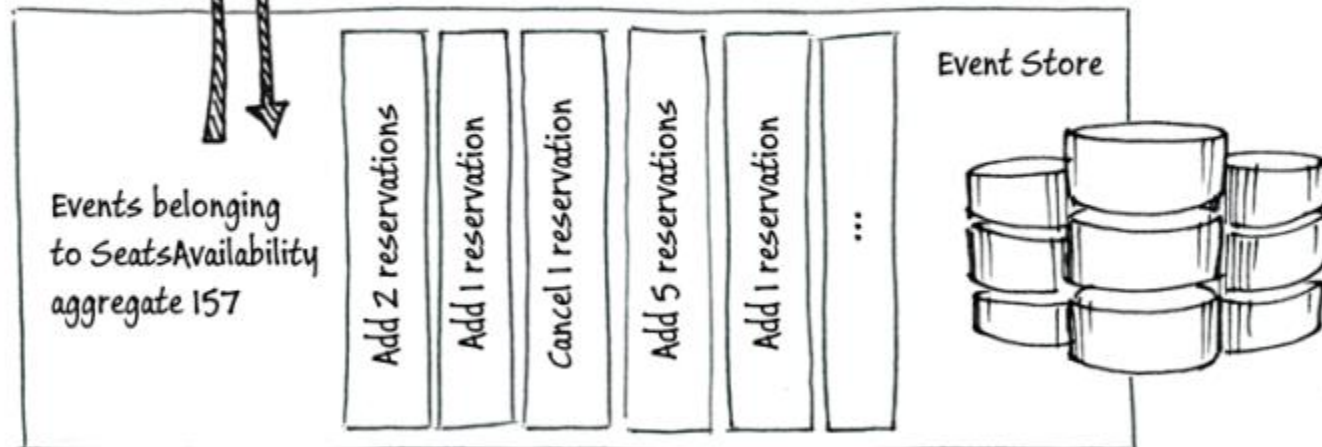 Event Store
Events belonging
to SeatsAvailability
aggregate 157
Add 2 reservations
Add 1 reservation
Cancel 1 reservation
Add 5 reservations
Add 1 reservation
...